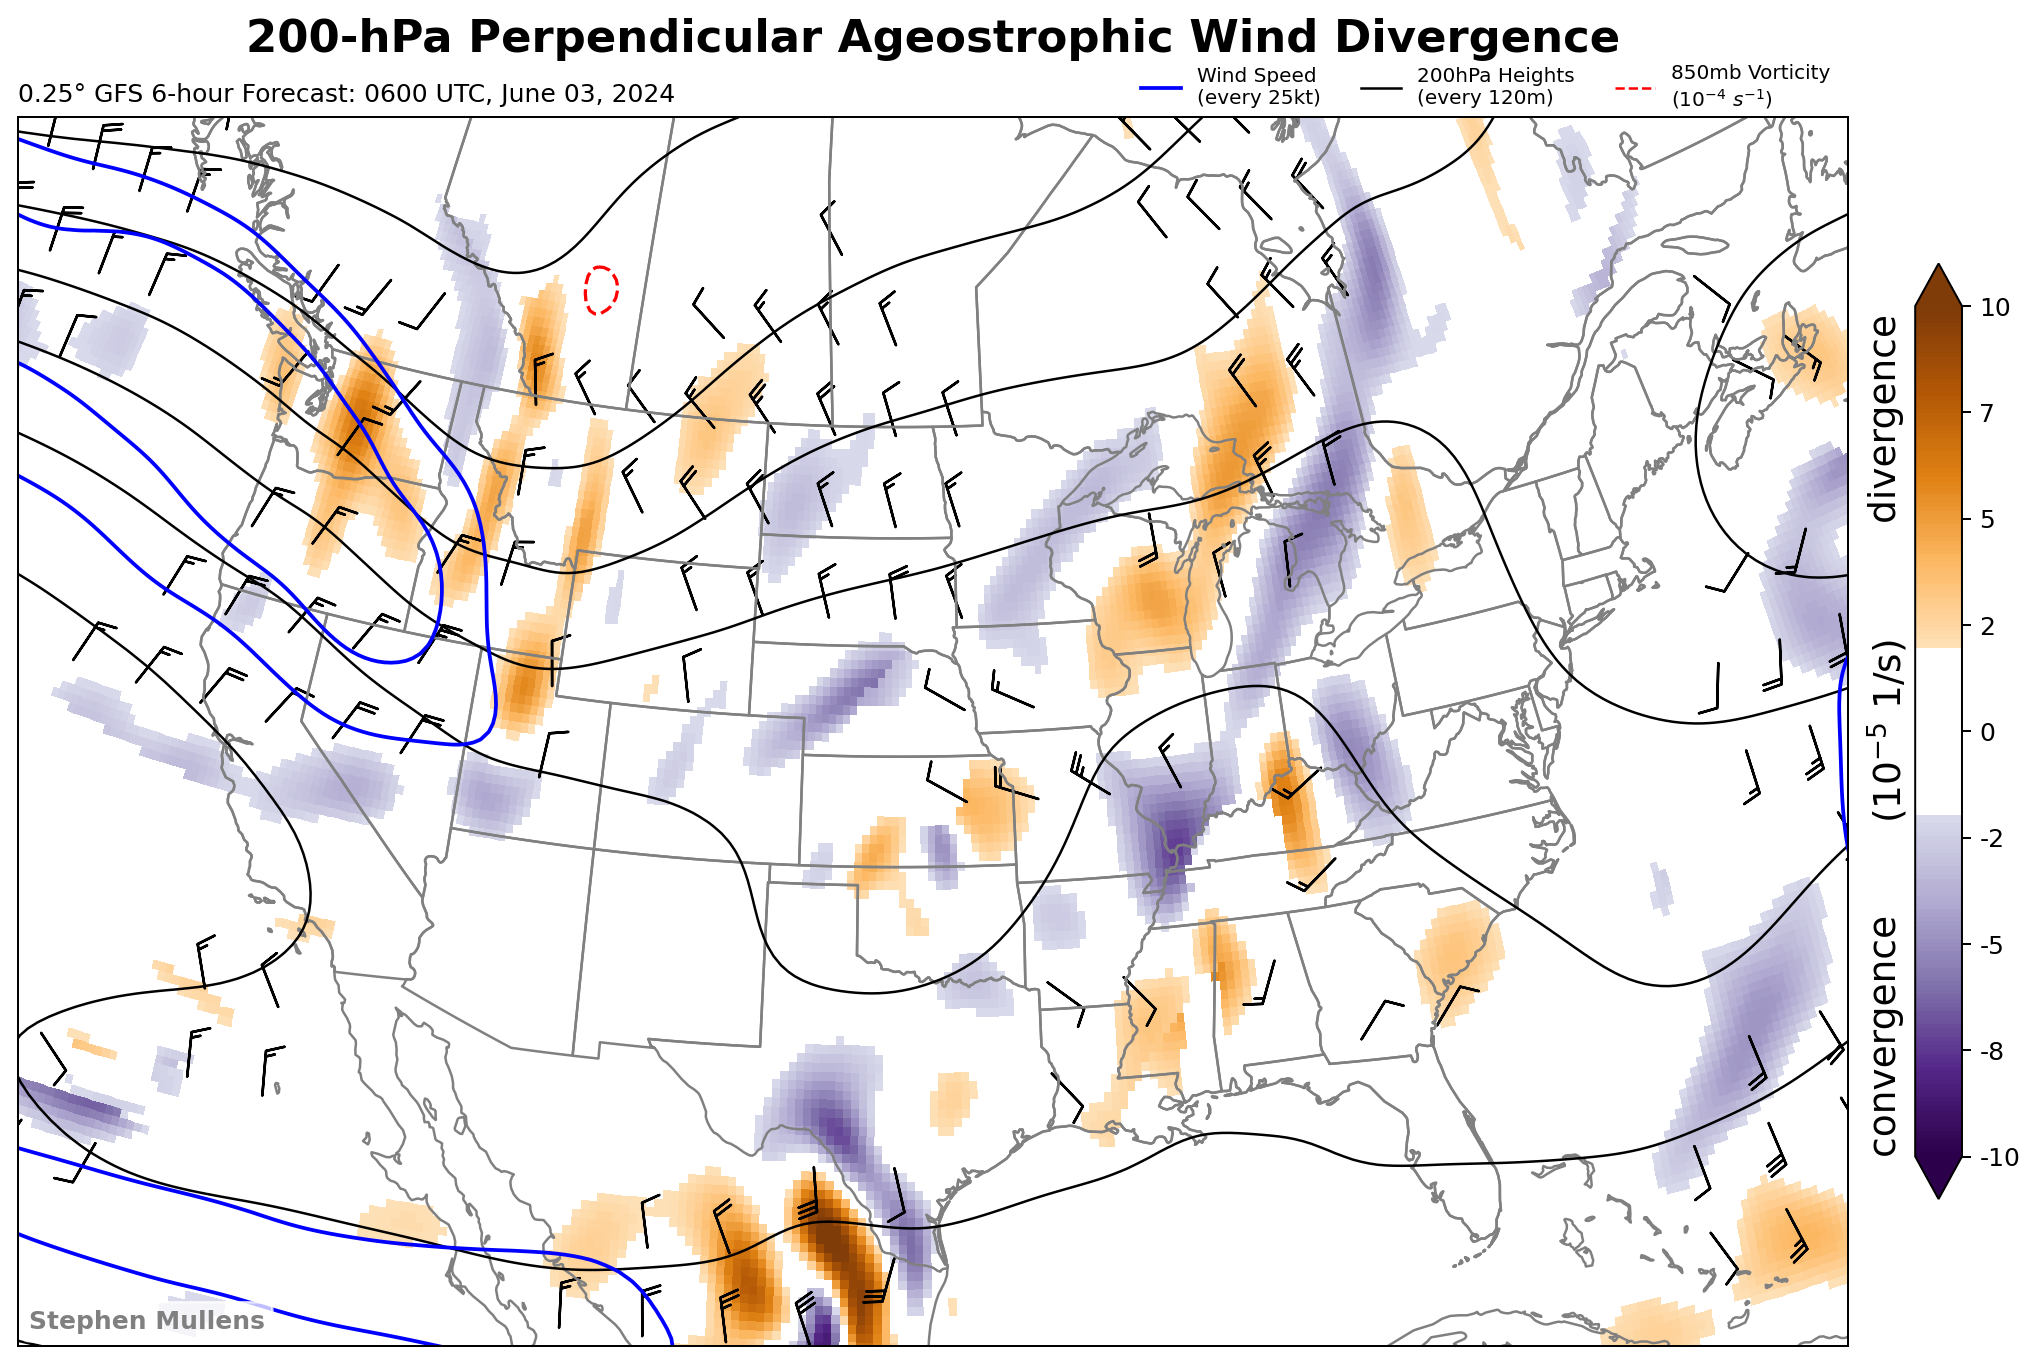 200-hPa Perpendicular Ageostrophic Wind Divergence
0.25° GFS 6-hour Forecast: 0600 UTC, June 03, 2024
Wind Speed
(every 25kt)
200hPa Heights
(every 120m)
850mb Vorticity
(10⁻⁴ s⁻¹)
10
7
5
2
0
-2
-5
-8
-10
convergence (10⁻⁵ 1/s) divergence
Stephen Mullens